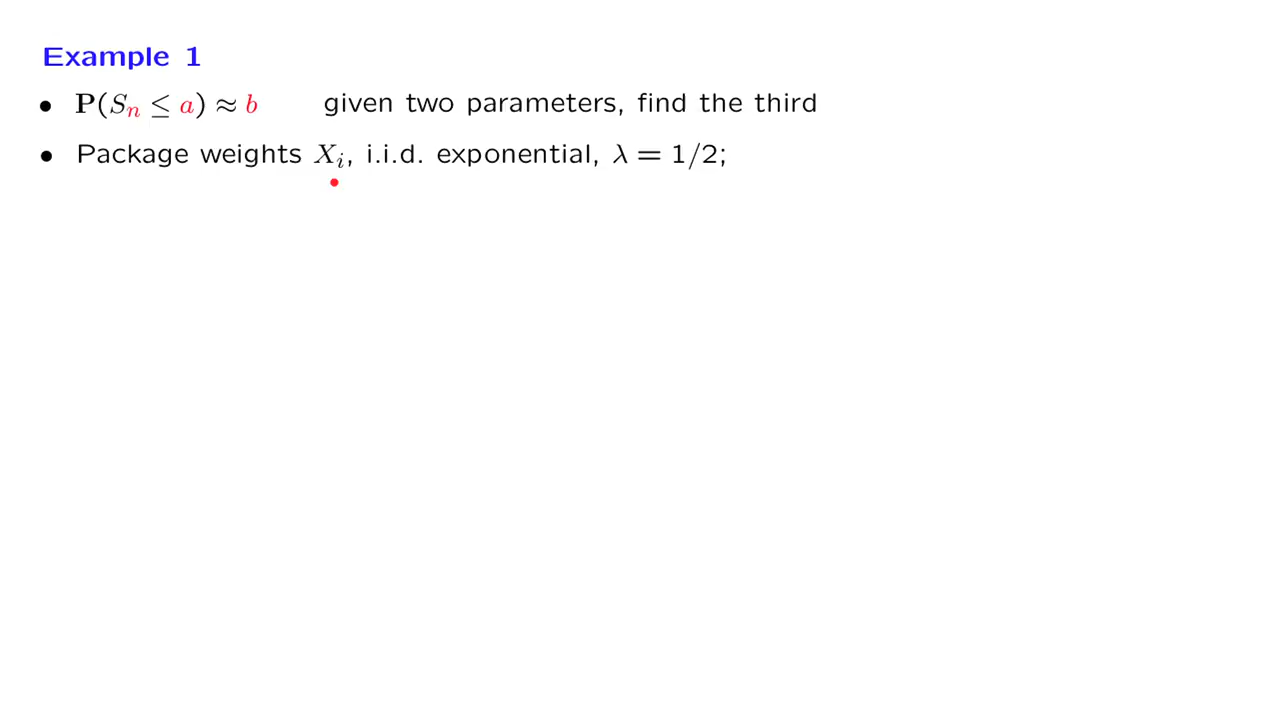 Example 1
• P(Sₙ ≤ a) ≈ b given two parameters, find the third
• Package weights Xᵢ, i.i.d. exponential, λ = 1/2;